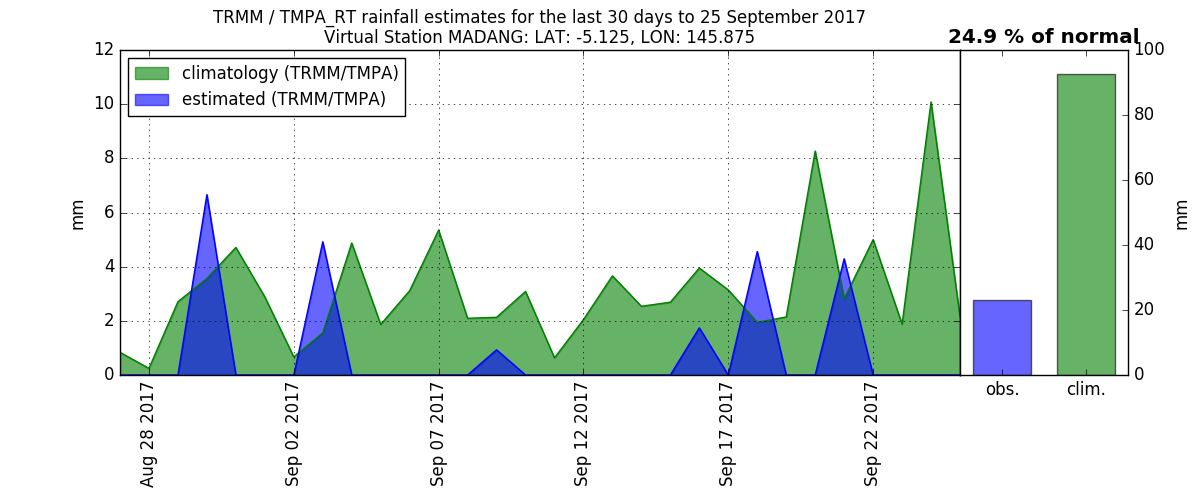 TRMM / TMPA_RT rainfall estimates for the last 30 days to 25 September 2017
Virtual Station MADANG: LAT: -5.125, LON: 145.875
24.9 % of normal
climatology (TRMM/TMPA)
estimated (TRMM/TMPA)
mm
12
10
8
6
4
2
0
Aug 28 2017
Sep 02 2017
Sep 07 2017
Sep 12 2017
Sep 17 2017
Sep 22 2017
obs.
clim.
100
80
60
40
20
0
mm